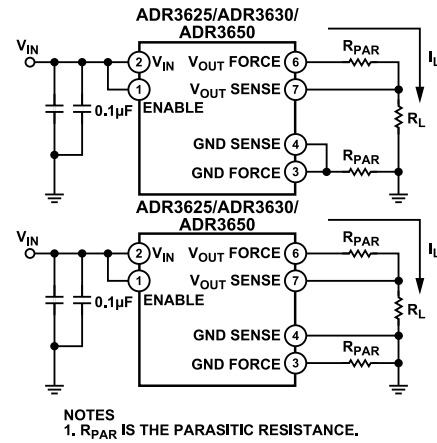 ADR3625/ADR3630/
ADR3650
VIN
2 VIN VOUT FORCE 6 RPAR IL
1 ENABLE VOUT SENSE 7
0.1µF RL
GND SENSE 4
GND FORCE 3 RPAR
ADR3625/ADR3630/
ADR3650
VIN
2 VIN VOUT FORCE 6 RPAR IL
1 VOUT SENSE 7
0.1µF ENABLE RL
GND SENSE 4
GND FORCE 3 RPAR
NOTES
1. RPAR IS THE PARASITIC RESISTANCE.